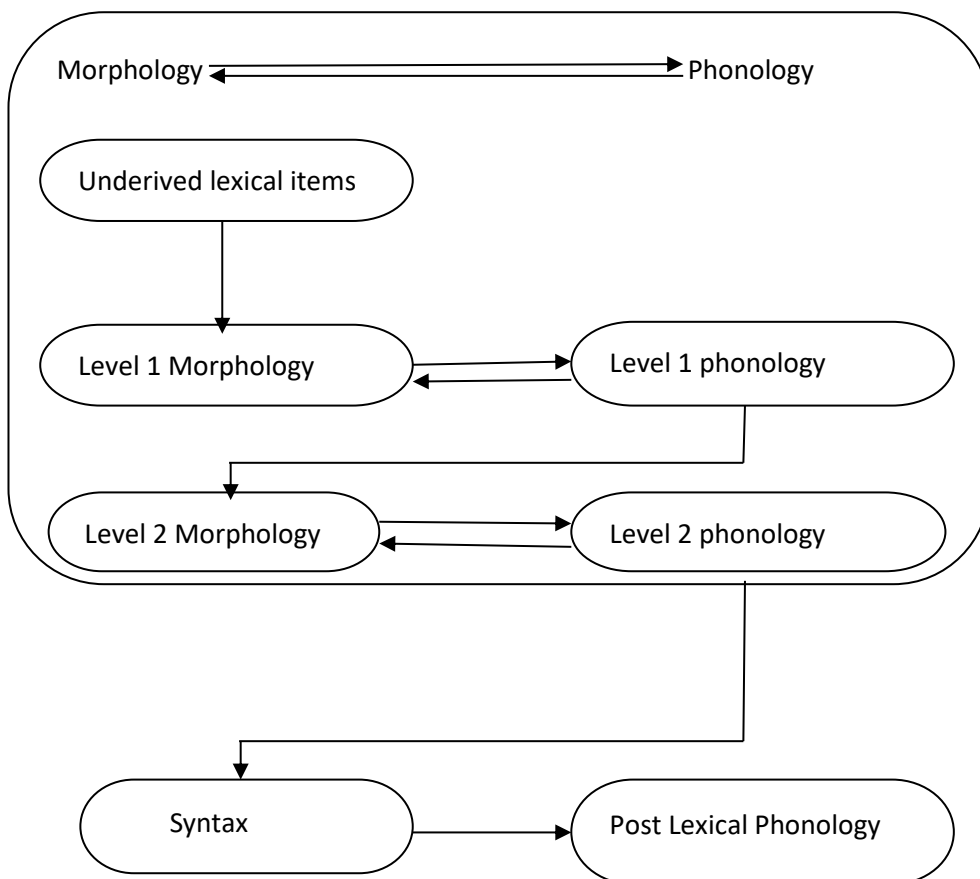 Morphology
Phonology
Underived lexical items
Level 1 Morphology
Level 1 phonology
Level 2 Morphology
Level 2 phonology
Syntax
Post Lexical Phonology